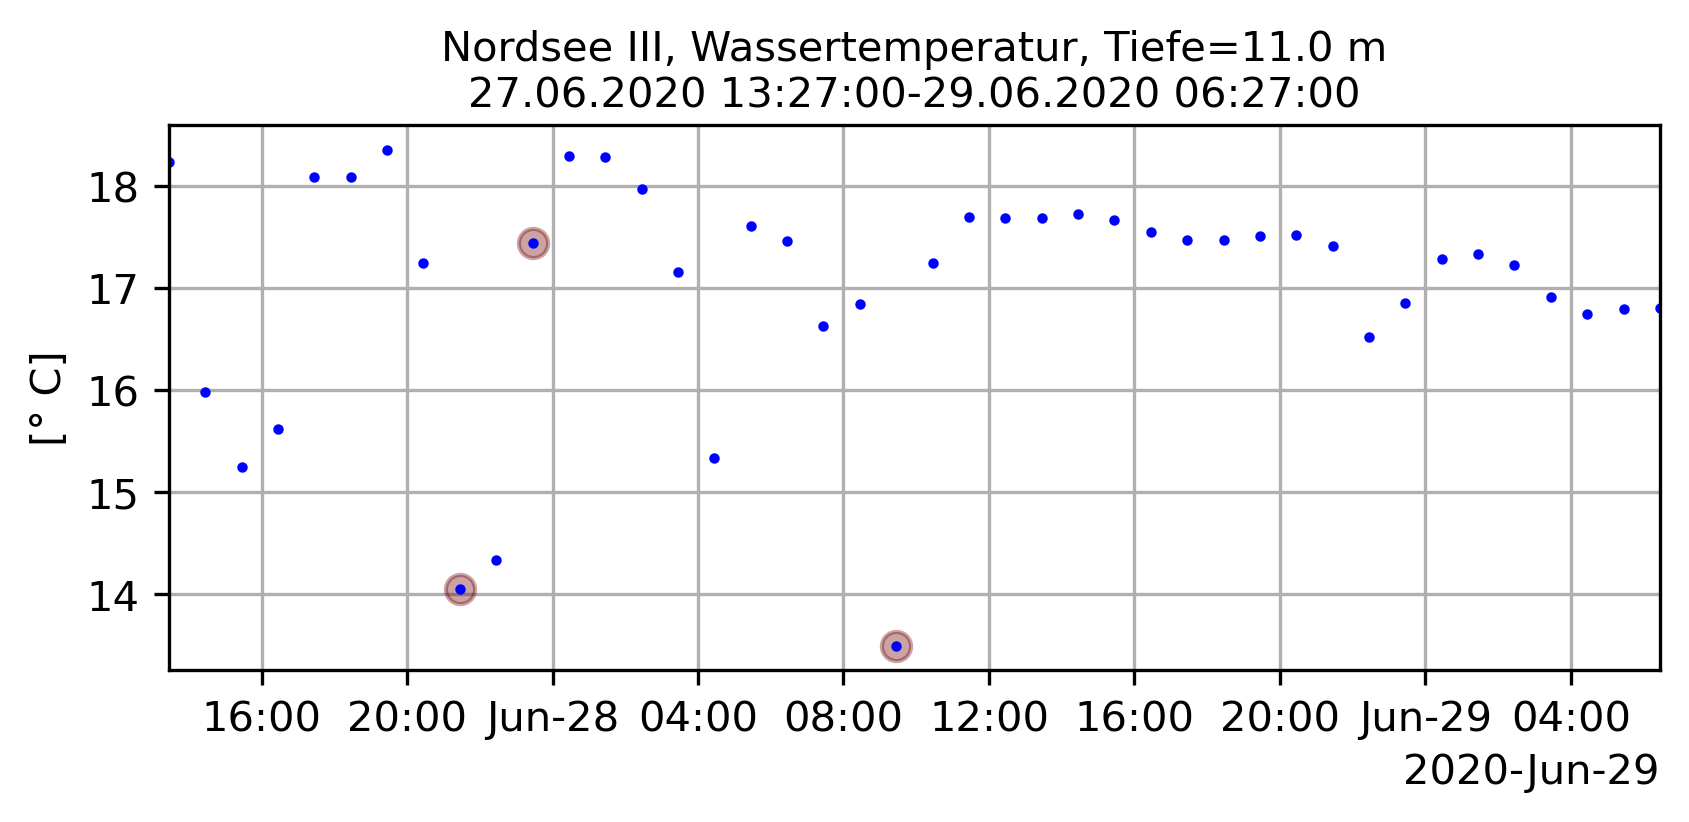 Nordsee III, Wassertemperatur, Tiefe=11.0 m
27.06.2020 13:27:00-29.06.2020 06:27:00
[° C]
18
17
16
15
14
16:00 20:00 Jun-28 04:00 08:00 12:00 16:00 20:00 Jun-29 04:00
2020-Jun-29